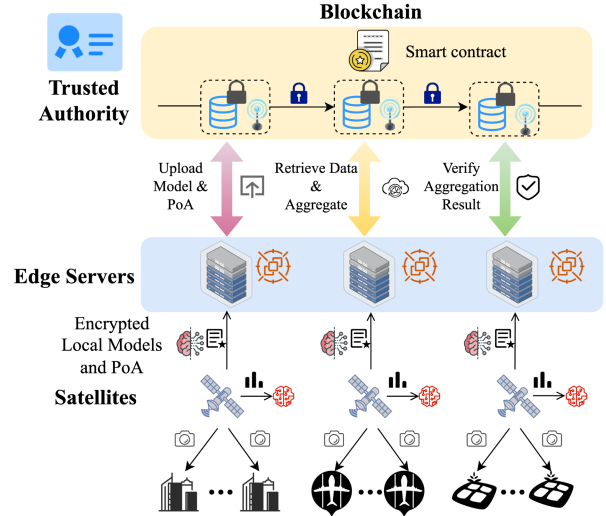 Blockchain
Smart contract
Trusted
Authority
Upload
Model &
PoA
Retrieve Data
&
Aggregate
Verify
Aggregation
Result
Edge Servers
Encrypted
Local Models
and PoA
Satellites